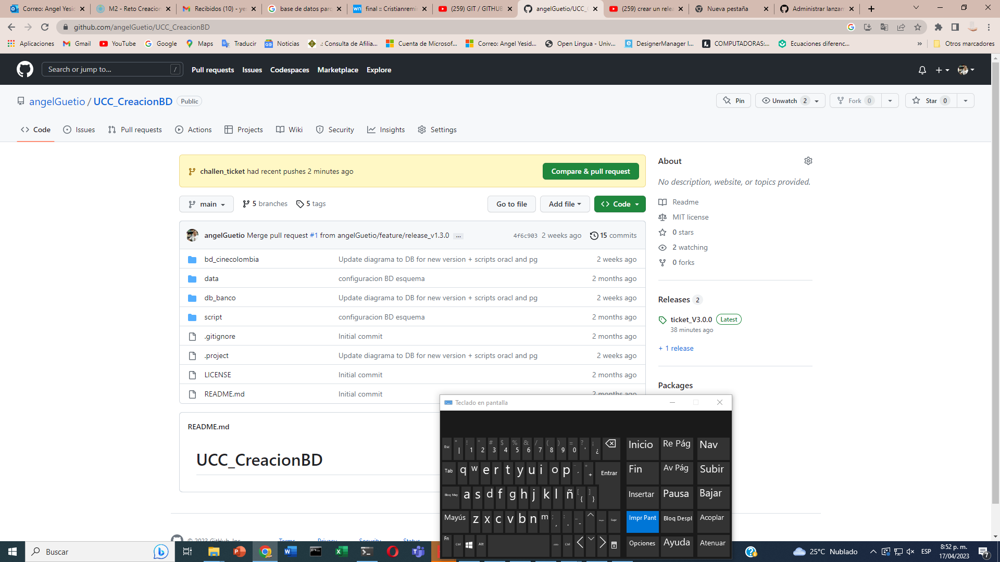 Correo: Angel Yesid
M2 - Reto Creacion
Recibidos (10) - ye
base de datos parc
final :: Cristianremin
(259) GIT / GITHUB
angelGuetio/UCC_C
(259) crear un relea
Nueva pestaña
Administrar lanzam
github.com/angelGuetio/UCC_CreacionBD
Aplicaciones
Gmail
YouTube
Google
Maps
Traducir
Noticias
.: Consulta de Afilia...
Cuenta de Microsof...
Correo: Angel Yesid...
Open Lingua - Univ...
DesignerManager I...
COMPUTADORAS:...
Ecuaciones diferenc...
»
Otros marcadores
Search or jump to... /
Pull requests
Issues
Codespaces
Marketplace
Explore
angelGuetio / UCC_CreacionBD Public
Pin
Unwatch 2
Fork 0
Star 0
Code
Issues
Pull requests
Actions
Projects
Wiki
Security
Insights
Settings
challen_ticket had recent pushes 2 minutes ago
Compare & pull request
main
5 branches
5 tags
Go to file
Add file
Code
angelGuetio Merge pull request #1 from angelGuetio/feature/release_v1.3.0 ...
4f6c903 2 weeks ago
15 commits
bd_cinecolombia Update diagrama to DB for new version + scripts oracl and pg 2 weeks ago
data configuracion BD esquema 2 months ago
db_banco Update diagrama to DB for new version + scripts oracl and pg 2 weeks ago
script configuracion BD esquema 2 months ago
.gitignore Initial commit 2 months ago
.project Update diagrama to DB for new version + scripts oracl and pg 2 weeks ago
LICENSE Initial commit 2 months ago
README.md Initial commit 2 months ago
README.md
UCC_CreacionBD
About
No description, website, or topics provided.
Readme
MIT license
0 stars
2 watching
0 forks
Releases 2
ticket_V3.0.0 Latest
38 minutes ago
+ 1 release
Packages
© 2023 GitHub, Inc.
Terms
Privacy
Security
Status
Teclado en pantalla
Esc ° | ! 1 " 2 # 3 $ 4 % 5 & 6 / 7 ( 8 ) 9 = 0 ? ' ¡ ¿ Inicio Re Pág Nav
Tab q w e r t y u i o p ¨ ´ * + Entrar Fin Av Pág Subir
Bloq May a s d f g h j k l ñ [ { ] } Insertar Pausa Bajar
Mayús z x c v b n m ; , : . _ - Supr Impr Pant Bloq Despl Acoplar
Fn Ctrl Alt Ctrl Opciones Ayuda Atenuar
Buscar
25°C Nublado
ESP
8:52 p. m.
17/04/2023
7